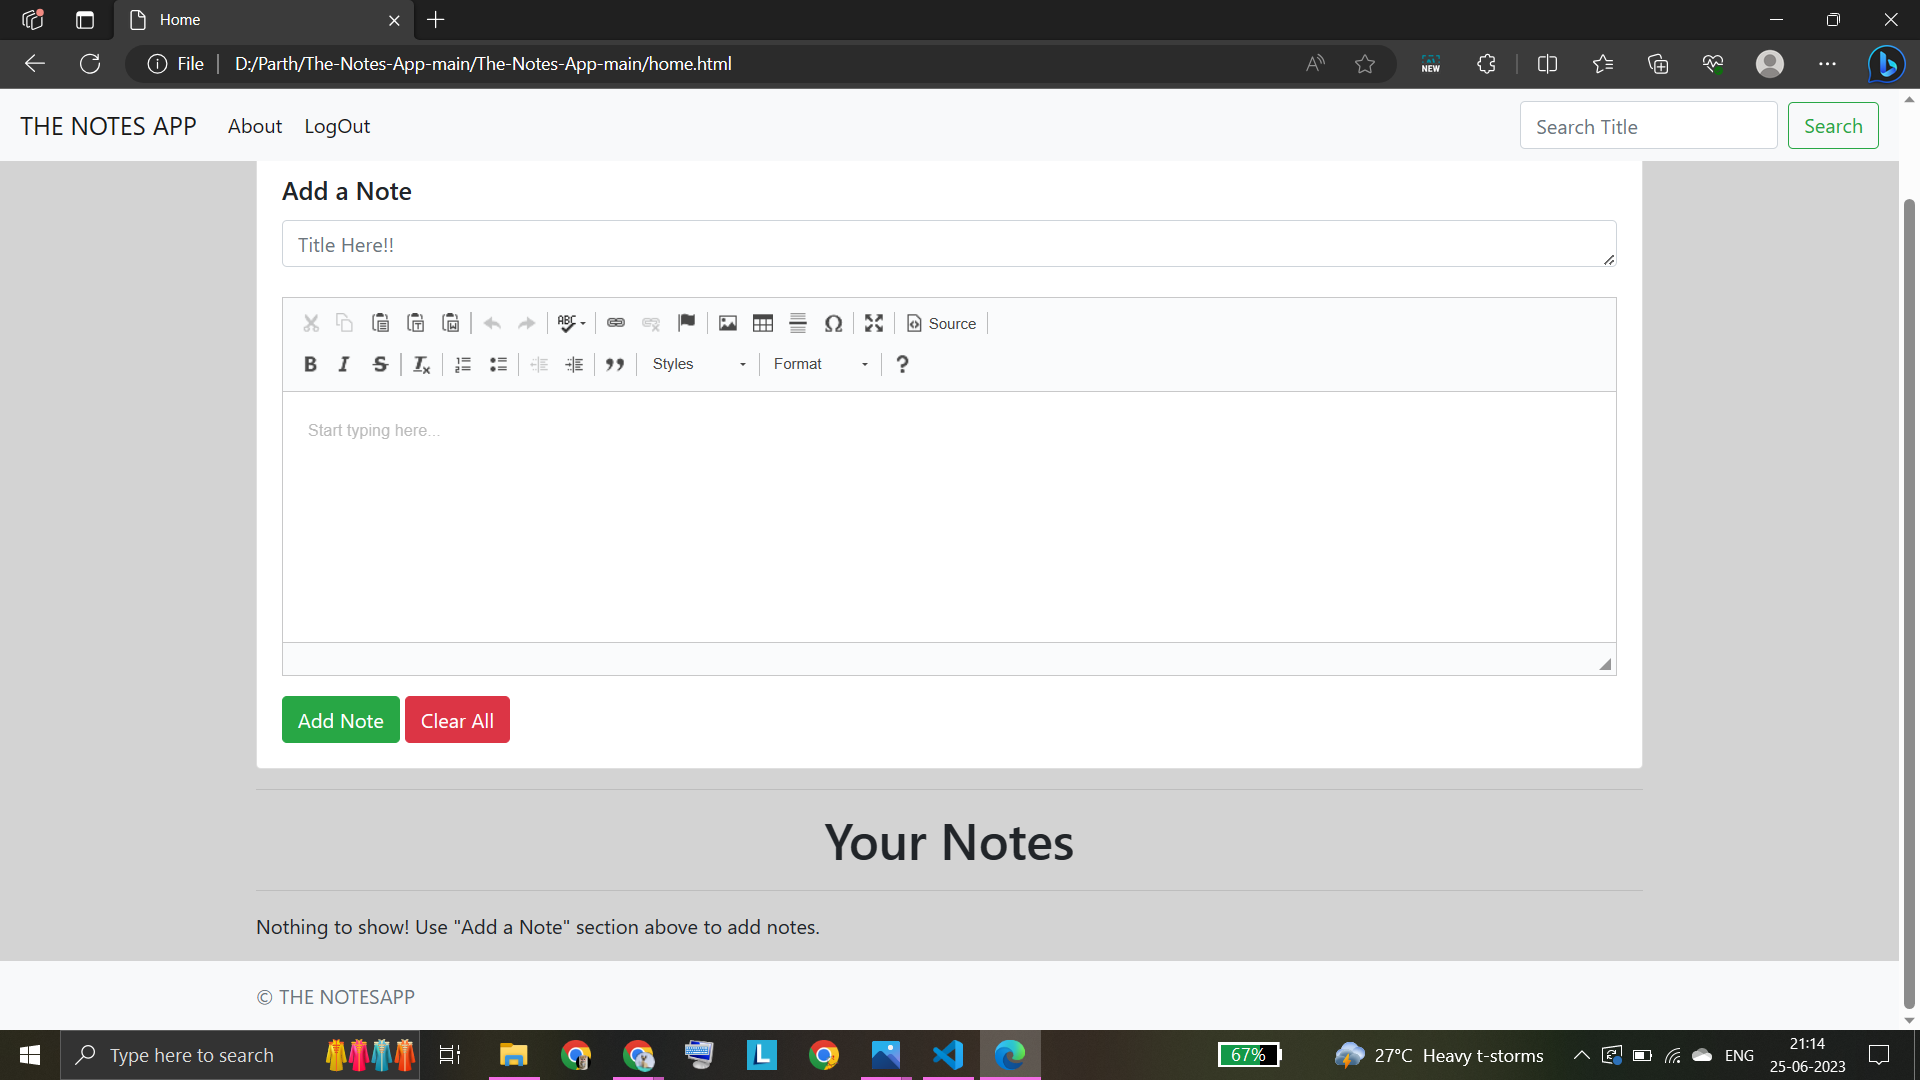 Home
File
D:/Parth/The-Notes-App-main/The-Notes-App-main/home.html
NEW
THE NOTES APP About LogOut Search Title Search
Add a Note
Title Here!!
ABC Source
B I S Ix Styles Format ?
Start typing here...
Add Note Clear All
Your Notes
Nothing to show! Use "Add a Note" section above to add notes.
© THE NOTESAPP
Type here to search
L
67%
27°C Heavy t-storms
ENG
21:14
25-06-2023